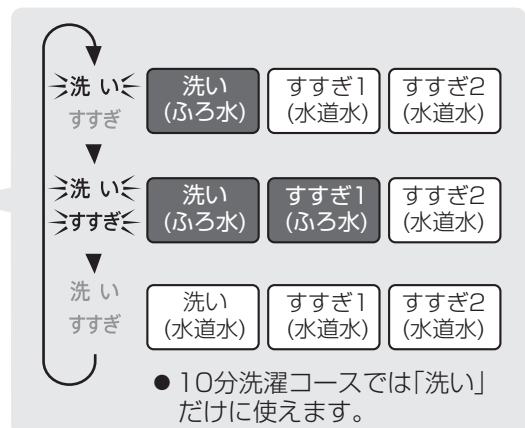 洗い
すすぎ
洗い
(ふろ水)
すすぎ1
(水道水)
すすぎ2
(水道水)
洗い
すすぎ
洗い
(ふろ水)
すすぎ1
(ふろ水)
すすぎ2
(水道水)
洗い
すすぎ
洗い
(水道水)
すすぎ1
(水道水)
すすぎ2
(水道水)
●10分洗濯コースでは「洗い」
だけに使えます。